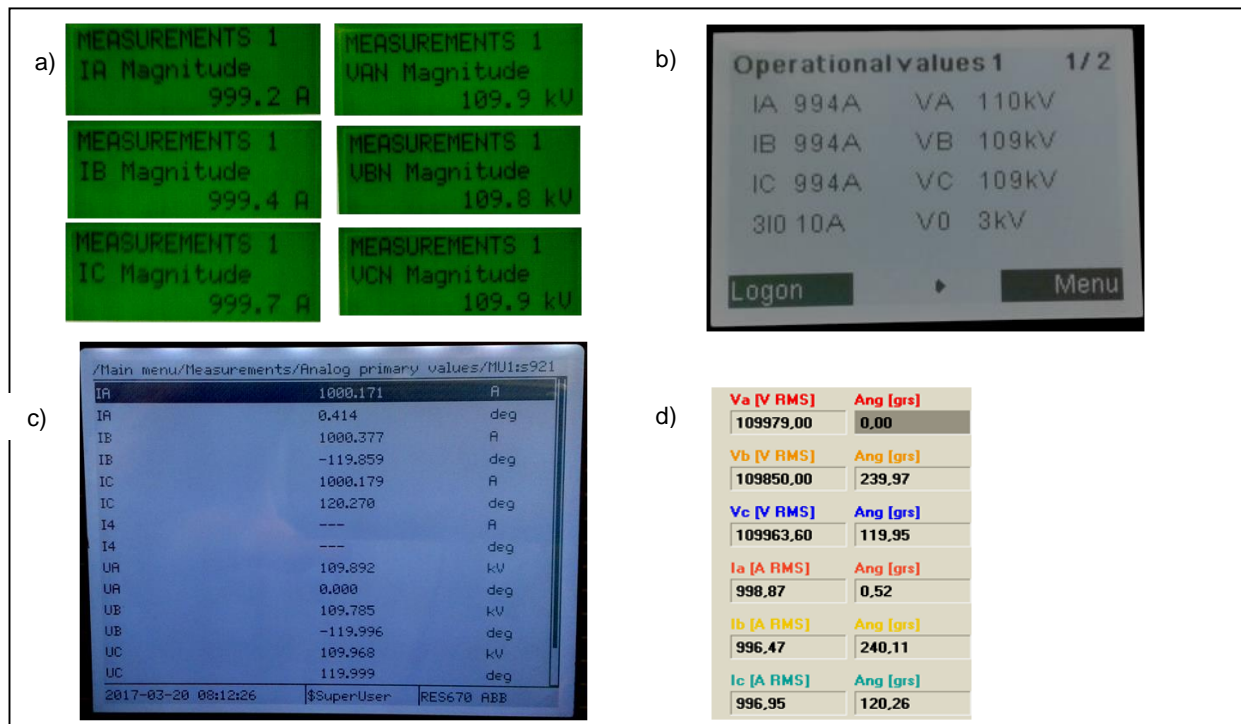 a)
MEASUREMENTS 1
IA Magnitude
999.2 A
MEASUREMENTS 1
VAN Magnitude
109.9 kV
MEASUREMENTS 1
IB Magnitude
999.4 A
MEASUREMENTS 1
VBN Magnitude
109.8 kV
MEASUREMENTS 1
IC Magnitude
999.7 A
MEASUREMENTS 1
VCN Magnitude
109.9 kV
b)
Operational values 1 1/2
IA 994A VA 110kV
IB 994A VB 109kV
IC 994A VC 109kV
3I0 10A V0 3kV
Logon Menu
c)
/Main menu/Measurements/Analog primary values/MU1:s921
IA 1000.171 A
IA 0.414 deg
IB 1000.377 A
IB -119.859 deg
IC 1000.179 A
IC 120.270 deg
I4 --- A
I4 --- deg
UA 109.892 kV
UA 0.000 deg
UB 109.785 kV
UB -119.996 deg
UC 109.968 kV
UC 119.999 deg
2017-03-20 08:12:26 $SuperUser RES670 ABB
d)
Va [V RMS] Ang [grs]
109979,00 0,00
Vb [V RMS] Ang [grs]
109850,00 239,97
Vc [V RMS] Ang [grs]
109963,60 119,95
Ia [A RMS] Ang [grs]
998,87 0,52
Ib [A RMS] Ang [grs]
996,47 240,11
Ic [A RMS] Ang [grs]
996,95 120,26